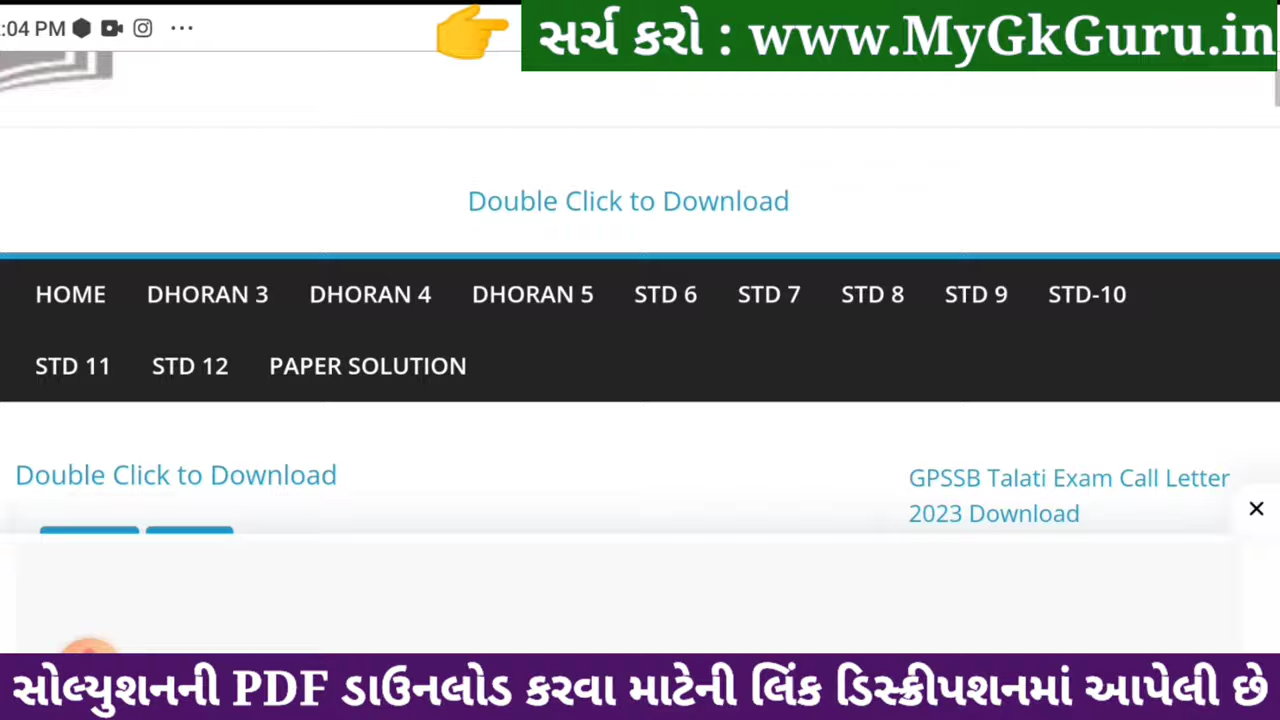 :04 PM
સર્ચ કરો : www.MyGkGuru.in
Double Click to Download
HOME DHORAN 3 DHORAN 4 DHORAN 5 STD 6 STD 7 STD 8 STD 9 STD-10
STD 11 STD 12 PAPER SOLUTION
Double Click to Download
GPSSB Talati Exam Call Letter
2023 Download
સોલ્યુશનની PDF ડાઉનલોડ કરવા માટેની લિંક ડિસ્ક્રીપશનમાં આપેલી છે